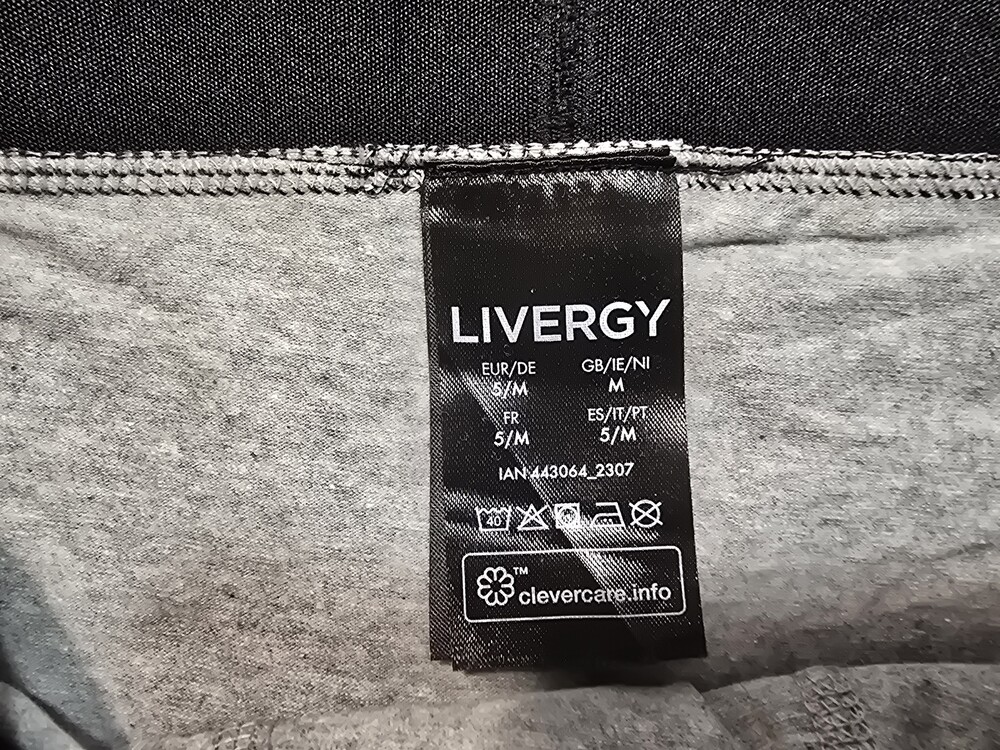 LIVERGY
EUR/DE GB/IE/NI
5/M M
FR ES/IT/PT
5/M 5/M
IAN 443064_2307
40
™
clevercare.info